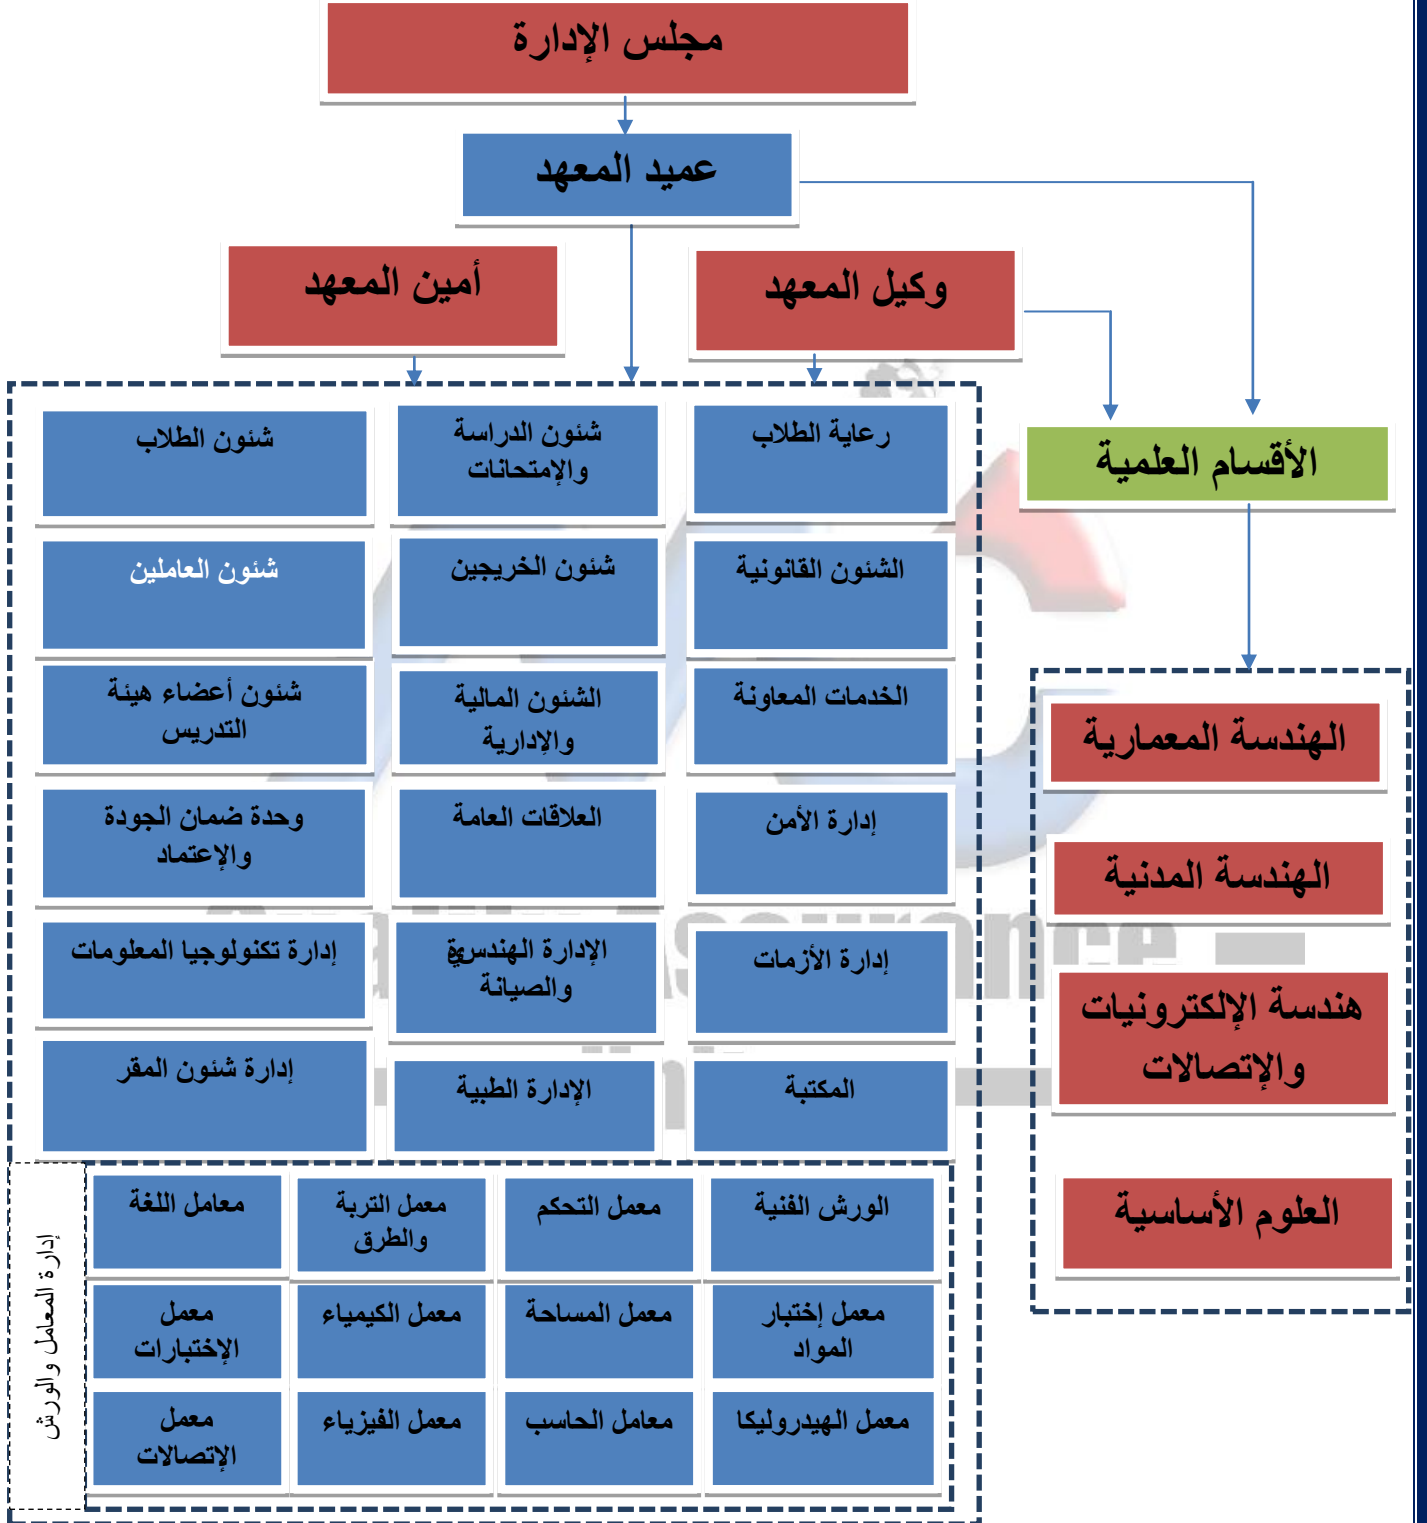 مجلس الإدارة
عميد المعهد
وكيل المعهد
أمين المعهد
الأقسام العلمية
رعاية الطلاب
شئون الدراسة
والإمتحانات
شئون الطلاب
الشئون القانونية
شئون الخريجين
شئون العاملين
الخدمات المعاونة
الشئون المالية
والإدارية
شئون أعضاء هيئة
التدريس
إدارة الأمن
العلاقات العامة
وحدة ضمان الجودة
والإعتماد
إدارة الأزمات
الإدارة الهندسية
والصيانة
إدارة تكنولوجيا المعلومات
المكتبة
الإدارة الطبية
إدارة شئون المقر
الهندسة المعمارية
الهندسة المدنية
هندسة الإلكترونيات
والإتصالات
العلوم الأساسية
إدارة المعامل والورش
الورش الفنية
معمل التحكم
معمل التربة
والطرق
معامل اللغة
معمل إختبار
المواد
معمل المساحة
معمل الكيمياء
معمل
الإختبارات
معمل الهيدروليكا
معامل الحاسب
معمل الفيزياء
معمل
الإتصالات